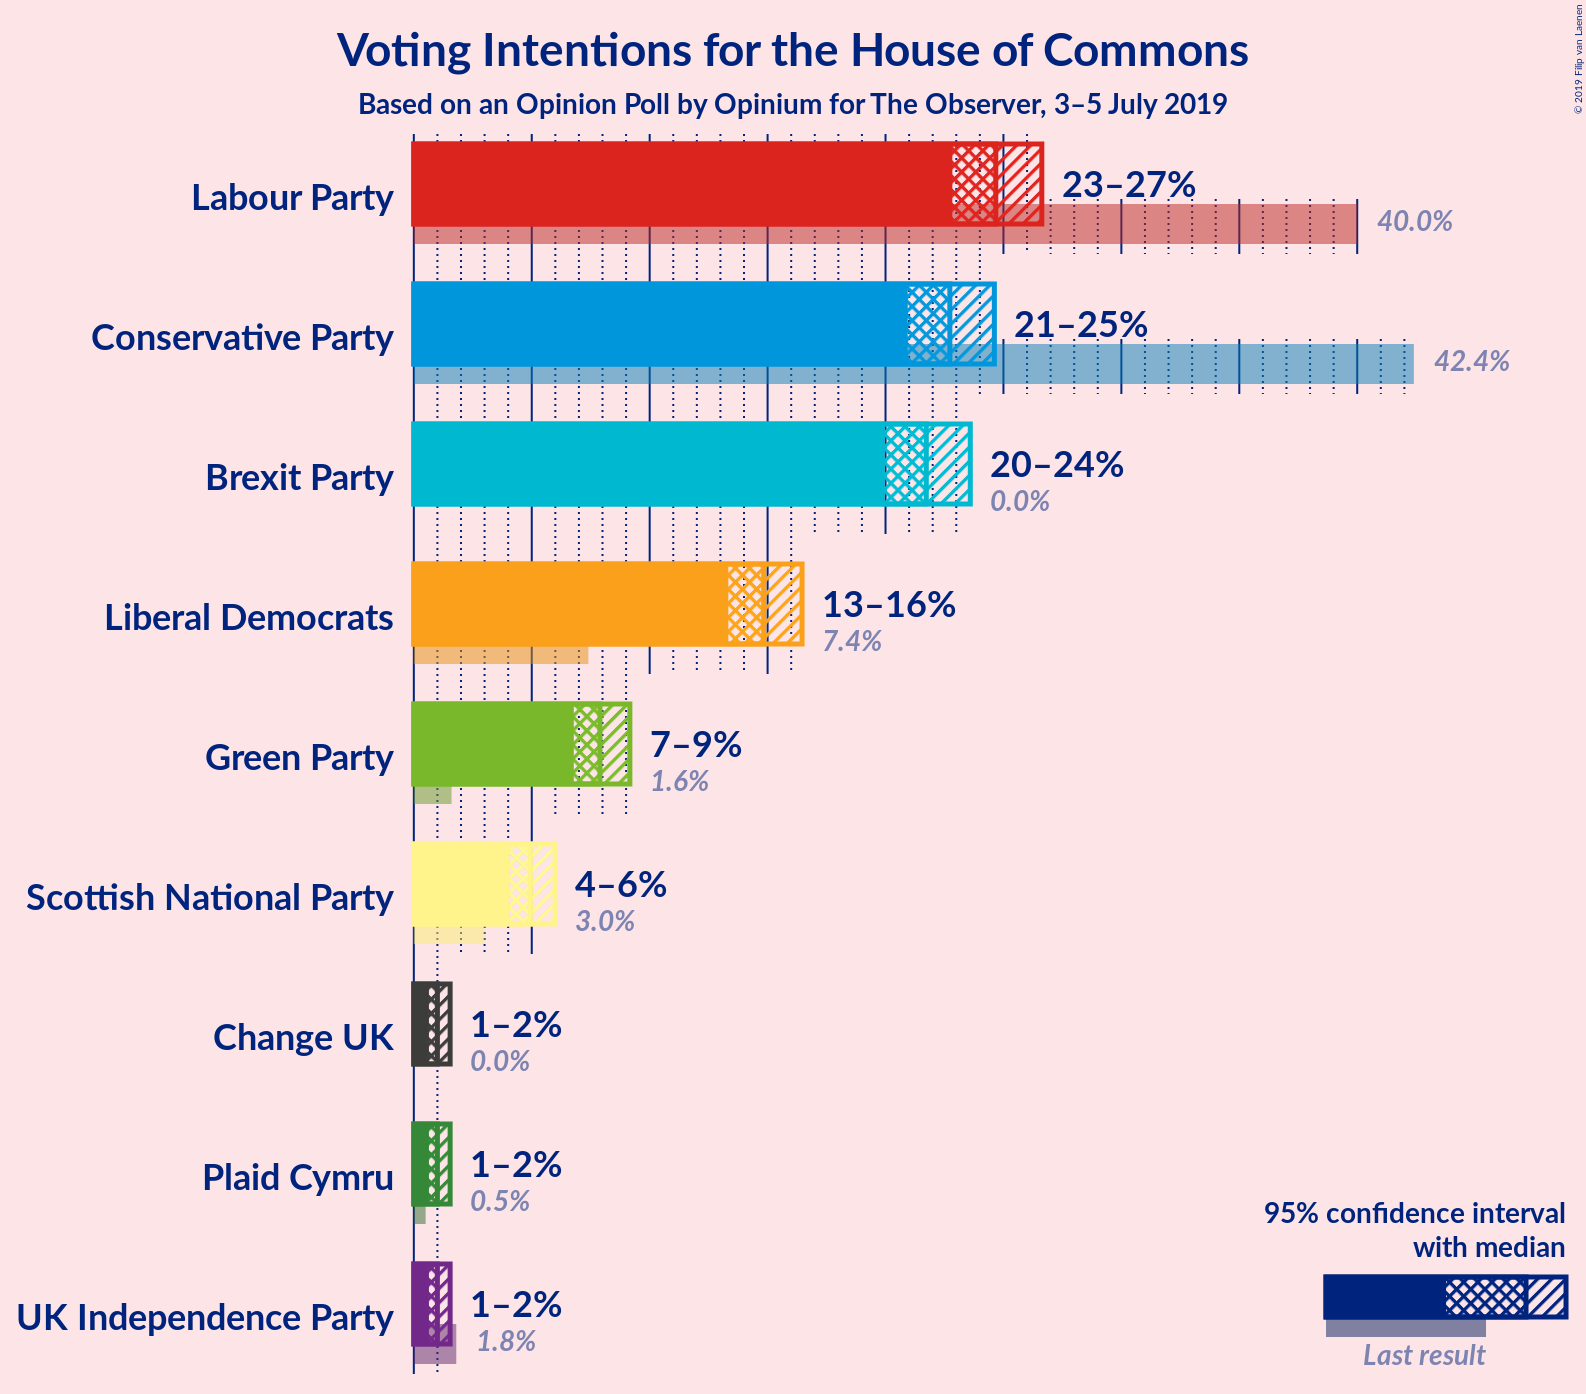 Voting Intentions for the House of Commons
Based on an Opinion Poll by Opinium for The Observer, 3–5 July 2019
© 2019 Filip van Laenen
Labour Party
23–27%
40.0%
Conservative Party
21–25%
42.4%
Brexit Party
20–24%
0.0%
Liberal Democrats
13–16%
7.4%
Green Party
7–9%
1.6%
Scottish National Party
4–6%
3.0%
Change UK
1–2%
0.0%
Plaid Cymru
1–2%
0.5%
UK Independence Party
1–2%
1.8%
95% confidence interval
with median
Last result